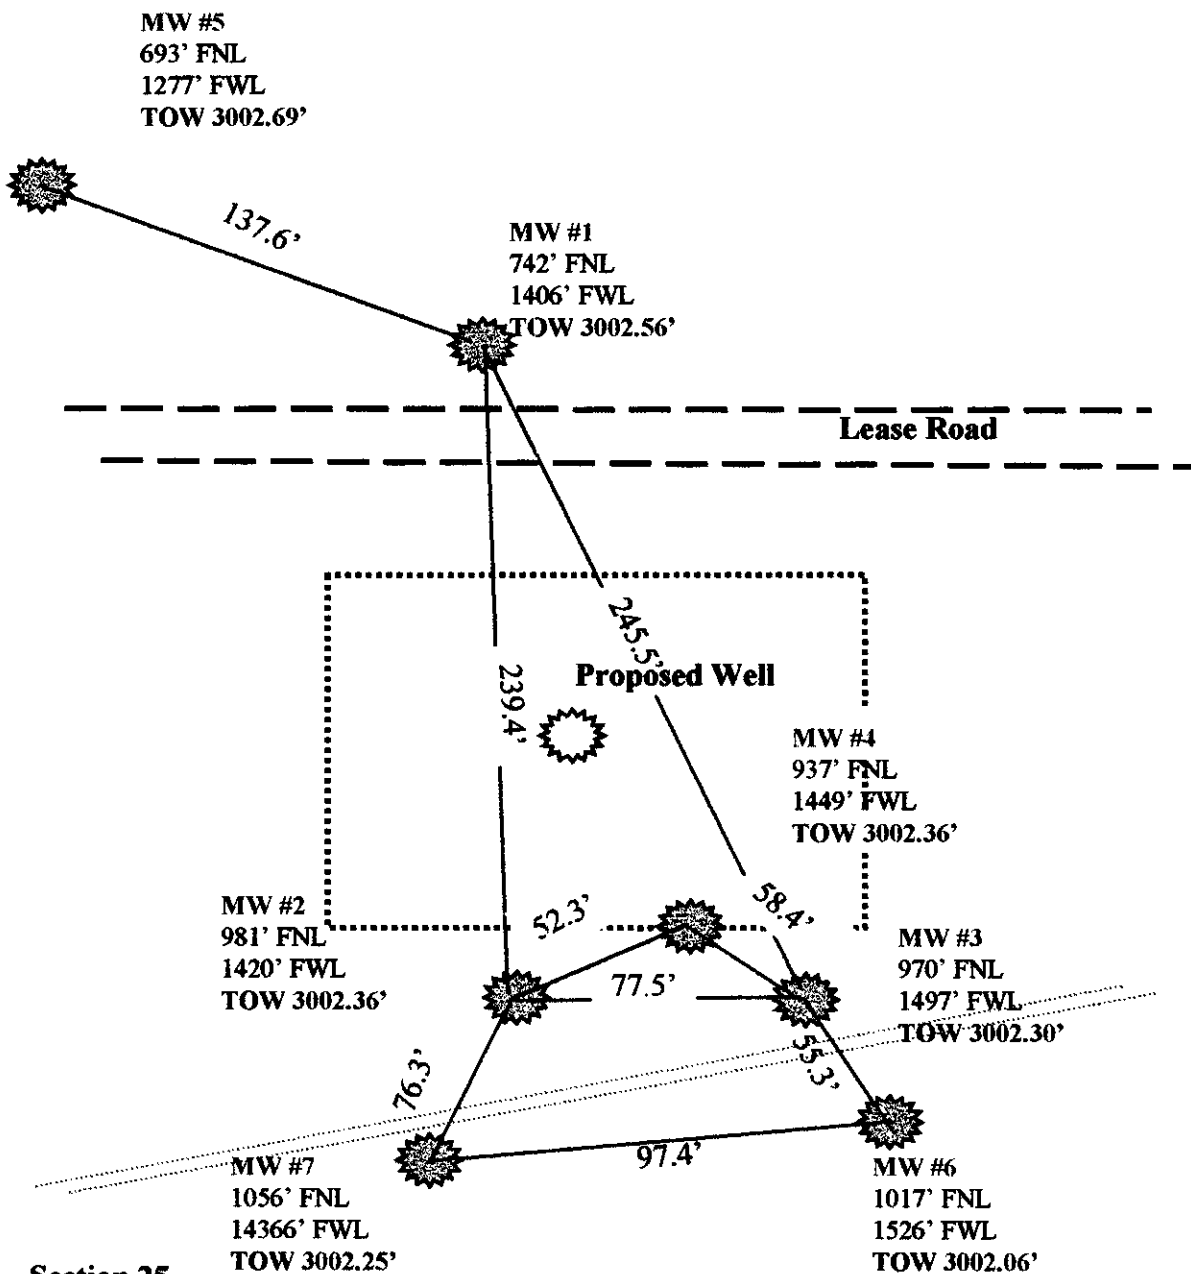 MW #5
693' FNL
1277' FWL
TOW 3002.69'
137.6'
MW #1
742' FNL
1406' FWL
TOW 3002.56'
Lease Road
245.5'
239.4'
Proposed Well
MW #4
937' FNL
1449' FWL
TOW 3002.36'
58.4'
52.3'
MW #2
981' FNL
1420' FWL
TOW 3002.36'
77.5'
MW #3
970' FNL
1497' FWL
TOW 3002.30'
55.3'
76.3'
97.4'
MW #7
1056' FNL
14366' FWL
TOW 3002.25'
MW #6
1017' FNL
1526' FWL
TOW 3002.06'
Section 25